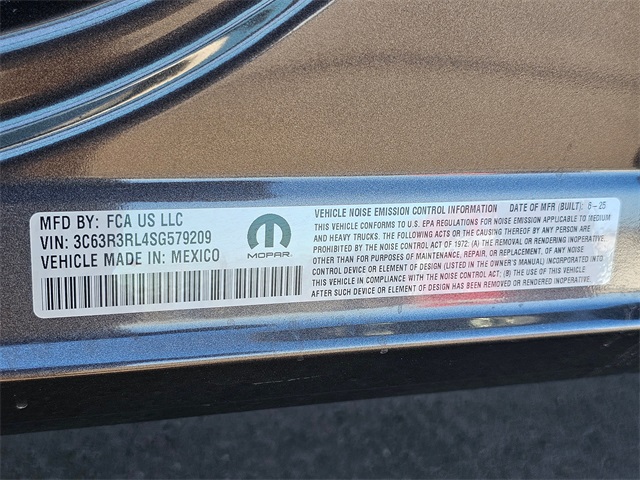 MFD BY: FCA US LLC
VIN: 3C63R3RL4SG579209
VEHICLE MADE IN: MEXICO
MOPAR
VEHICLE NOISE EMISSION CONTROL INFORMATION DATE OF MFR (BUILT): 6-25
THIS VEHICLE CONFORMS TO U.S. EPA REGULATIONS FOR NOISE EMISSION APPLICABLE TO MEDIUM
AND HEAVY TRUCKS. THE FOLLOWING ACTS OR THE CAUSING THEREOF BY ANY PERSON
ARE PROHIBITED BY THE NOISE CONTROL ACT OF 1972: (A) THE REMOVAL OR RENDERING INOPERATIVE,
OTHER THAN FOR PURPOSES OF MAINTENANCE, REPAIR, OR REPLACEMENT, OF ANY NOISE
CONTROL DEVICE OR ELEMENT OF DESIGN (LISTED IN THE OWNER'S MANUAL) INCORPORATED INTO
THIS VEHICLE IN COMPLIANCE WITH THE NOISE CONTROL ACT; (B) THE USE OF THIS VEHICLE
AFTER SUCH DEVICE OR ELEMENT OF DESIGN HAS BEEN REMOVED OR RENDERED INOPERATIVE.